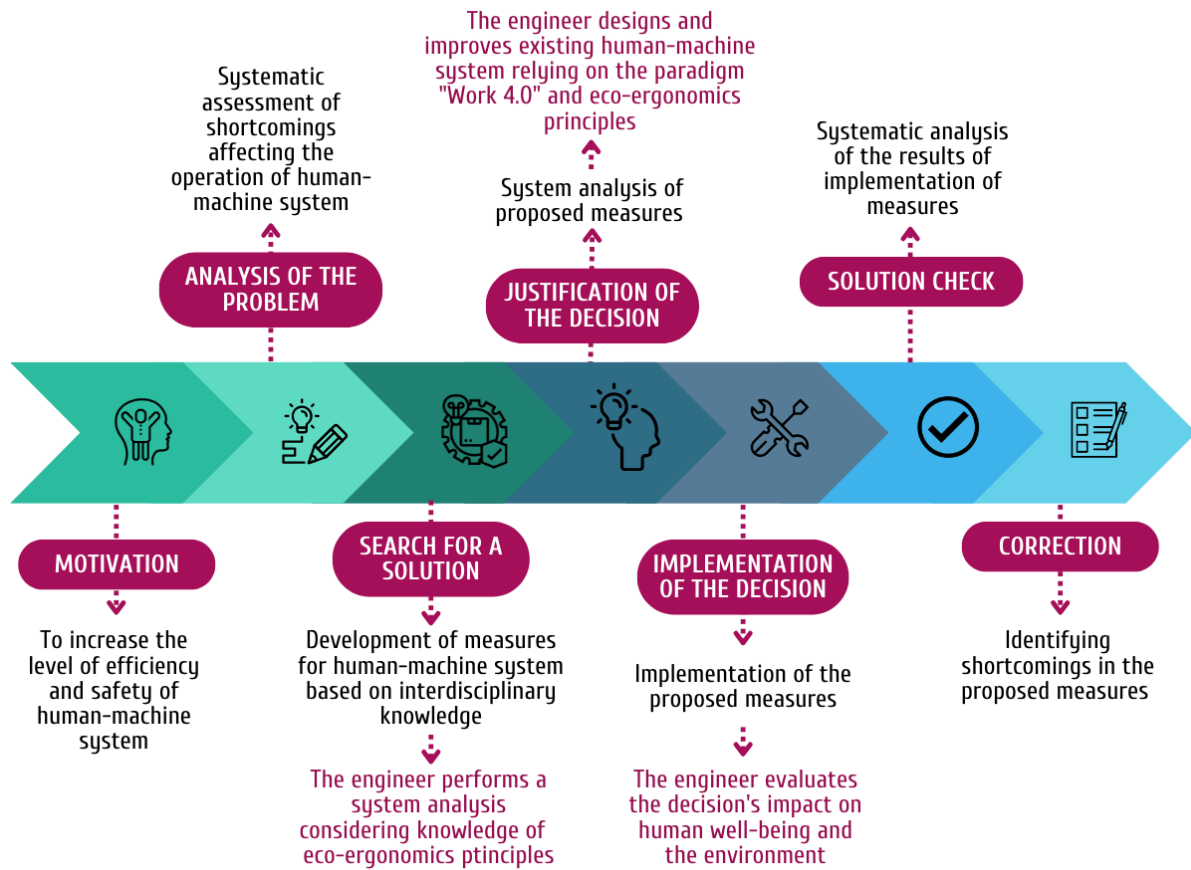 MOTIVATION
To increase the
level of efficiency
and safety of
human-machine
system
Systematic
assessment of
shortcomings
affecting the
operation of human-
machine system
ANALYSIS OF THE
PROBLEM
SEARCH FOR A
SOLUTION
Development of measures
for human-machine system
based on interdisciplinary
knowledge
The engineer performs a
system analysis
considering knowledge of
eco-ergonomics ptinciples
The engineer designs and
improves existing human-machine
system relying on the paradigm
"Work 4.0" and eco-ergonomics
principles
System analysis of
proposed measures
JUSTIFICATION OF
THE DECISION
IMPLEMENTATION
OF THE DECISION
Implementation of the
proposed measures
The engineer evaluates
the decision's impact on
human well-being and
the environment
Systematic analysis
of the results of
implementation of
measures
SOLUTION CHECK
CORRECTION
Identifying
shortcomings in the
proposed measures